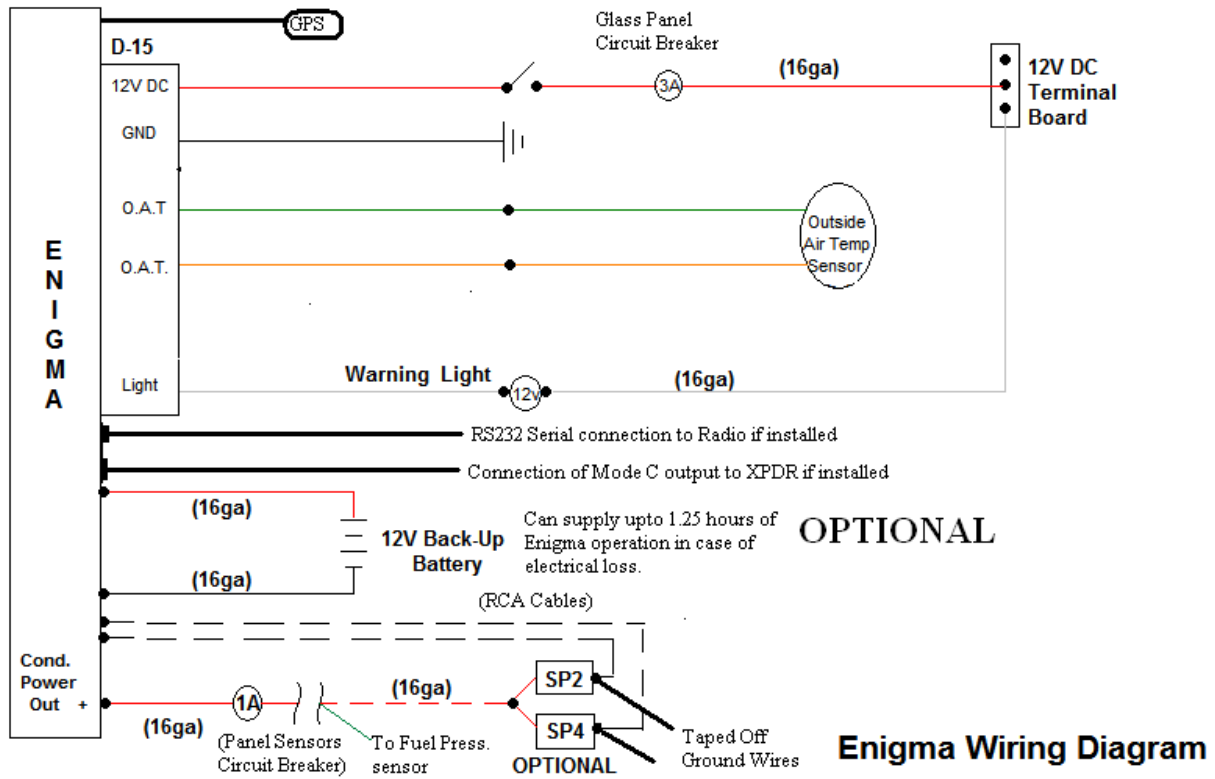 GPS
Glass Panel
Circuit Breaker
D-15
12V DC
3A
(16ga)
12V DC
Terminal
Board
GND
O.A.T
Outside
Air Temp
Sensor
O.A.T.
E
N
I
G
M
A
Light
Warning Light
12v
(16ga)
RS232 Serial connection to Radio if installed
Connection of Mode C output to XPDR if installed
(16ga)
12V Back-Up
Battery
Can supply upto 1.25 hours of
Enigma operation in case of
electrical loss.
OPTIONAL
(16ga)
(RCA Cables)
Cond.
Power
Out +
(16ga)
1A
(Panel Sensors
Circuit Breaker)
To Fuel Press.
sensor
(16ga)
SP2
SP4
OPTIONAL
Taped Off
Ground Wires
Enigma Wiring Diagram